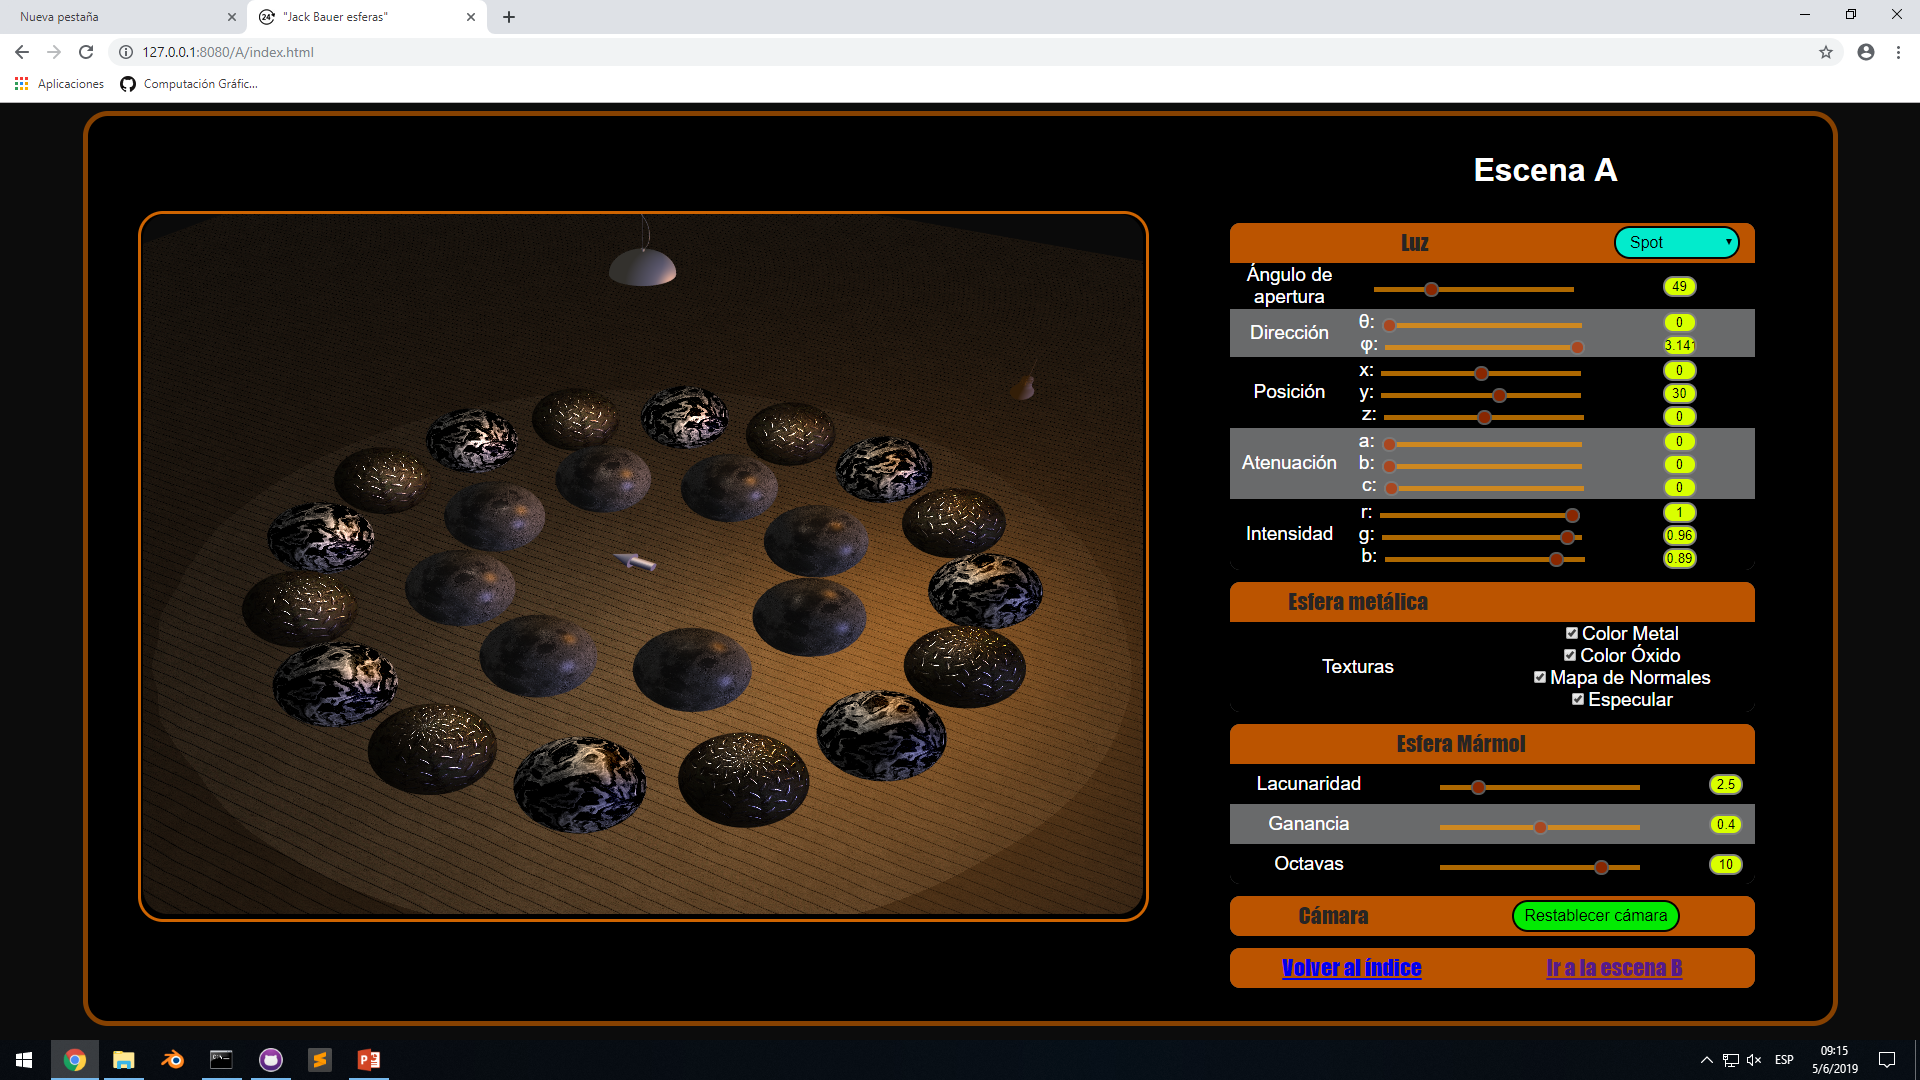 Nueva pestaña
24
"Jack Bauer esferas"
127.0.0.1:8080/A/index.html
Aplicaciones
Computación Gráfic...
Escena A
Luz
Spot
Ángulo de
apertura
49
Dirección
θ:
0
φ:
3.141
Posición
x:
0
y:
30
z:
0
Atenuación
a:
0
b:
0
c:
0
Intensidad
r:
1
g:
0.96
b:
0.89
Esfera metálica
Texturas
Color Metal
Color Óxido
Mapa de Normales
Especular
Esfera Mármol
Lacunaridad
2.5
Ganancia
0.4
Octavas
10
Cámara
Restablecer cámara
Volver al índice
Ir a la escena B
ESP
09:15
5/6/2019